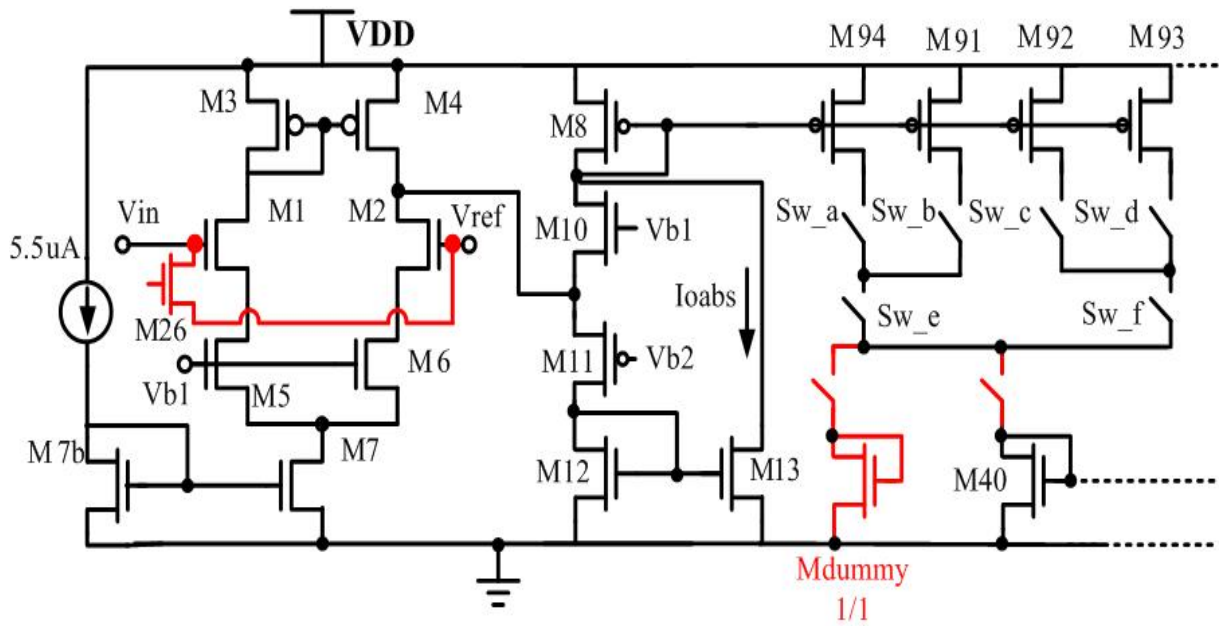 VDD
M94
M91
M92
M93
M3
M4
M8
Vin
M1
M2
Vref
M10
Vb1
Sw_a
Sw_b
Sw_c
Sw_d
5.5uA
Ioabs
M26
Sw_e
Sw_f
M11
Vb2
M6
Vb1
M5
M7b
M7
M12
M13
M40
Mdummy
1/1